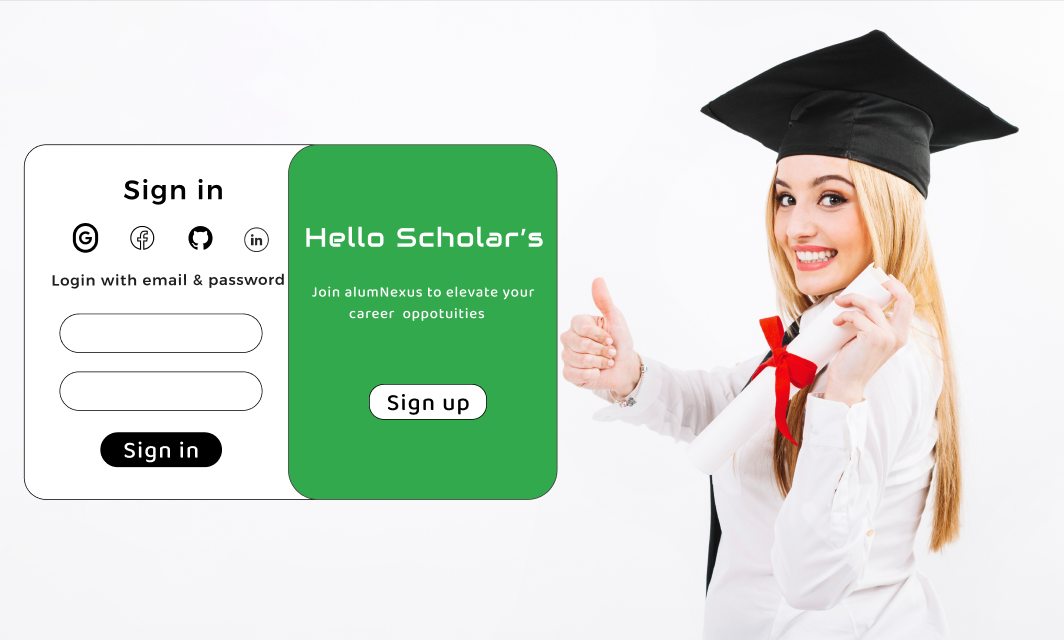 Sign in
G
in
Login with email & password
Sign in
Hello Scholar's
Join alumNexus to elevate your
career oppotuities
Sign up